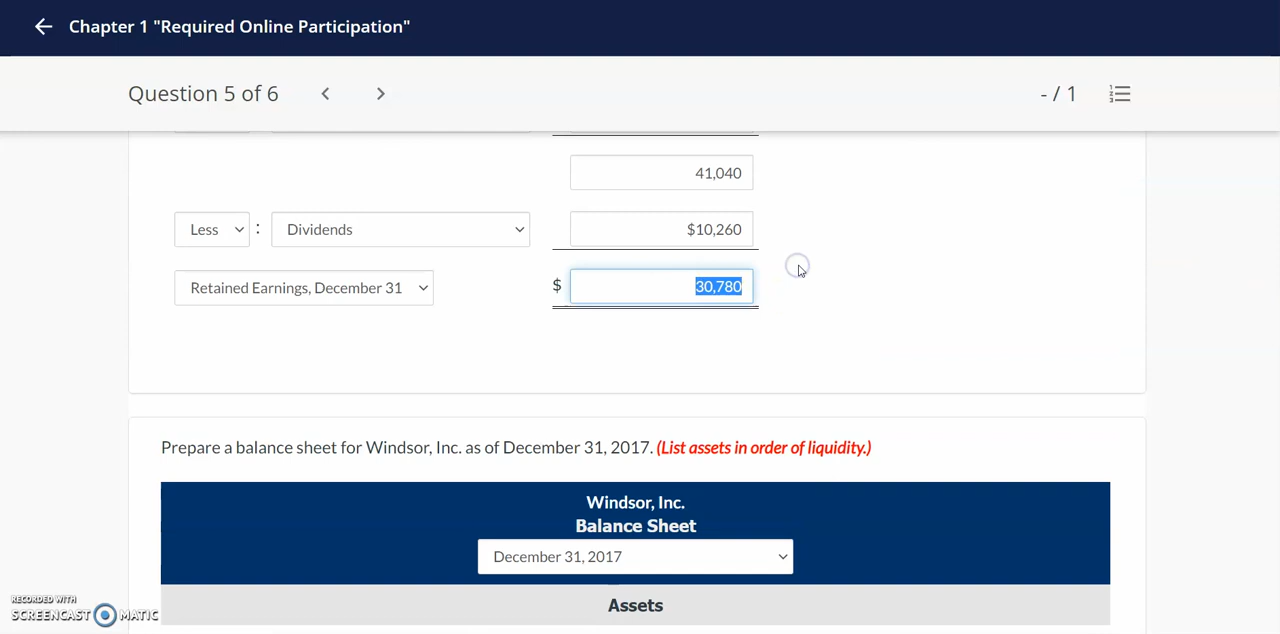 Chapter 1 "Required Online Participation"
Question 5 of 6
- / 1
41,040
Less : Dividends $10,260
Retained Earnings, December 31 $ 30,780
Prepare a balance sheet for Windsor, Inc. as of December 31, 2017. (List assets in order of liquidity.)
Windsor, Inc.
Balance Sheet
December 31, 2017
Assets
RECORDED WITH
SCREENCAST MATIC